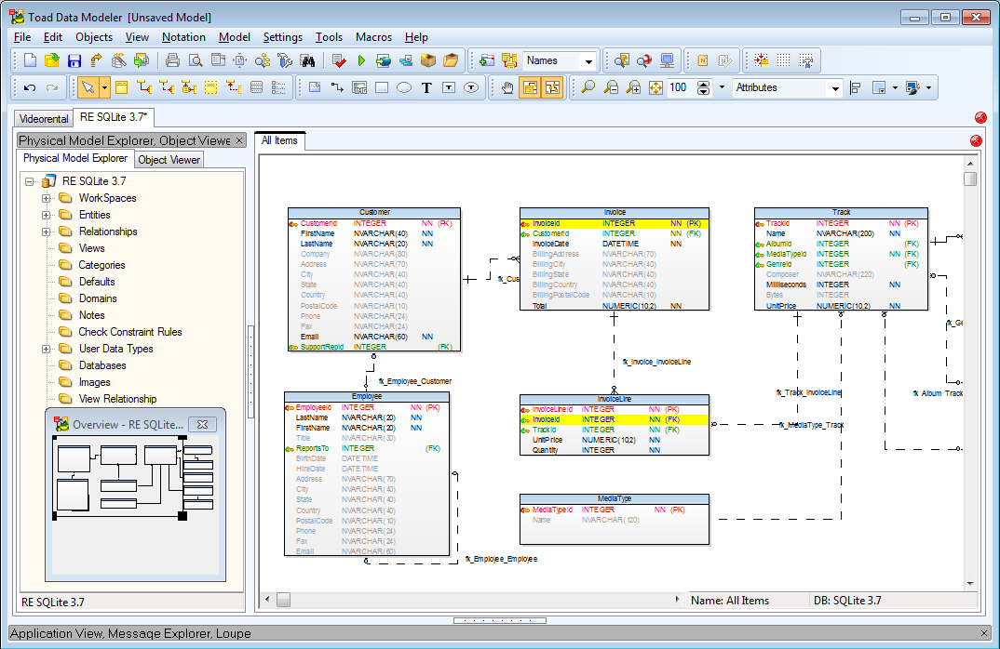 Toad Data Modeler [Unsaved Model]
File Edit Objects View Notation Model Settings Tools Macros Help
Names
100 Attributes
Videorental RE SQLite 3.7*
Physical Model Explorer, Object Viewe
Physical Model Explorer Object Viewer
All Items
RE SQLite 3.7
WorkSpaces
Entities
Relationships
Views
Categories
Defaults
Domains
Notes
Check Constraint Rules
User Data Types
Databases
Images
View Relationship
Overview - RE SQLite...
RE SQLite 3.7
Customer
CustomerId INTEGER NN (PK)
FirstName NVARCHAR(40) NN
LastName NVARCHAR(20) NN
Company NVARCHAR(80)
Address NVARCHAR(70)
City NVARCHAR(40)
State NVARCHAR(40)
Country NVARCHAR(40)
PostalCode NVARCHAR(10)
Phone NVARCHAR(24)
Fax NVARCHAR(24)
Email NVARCHAR(60) NN
SupportRepId INTEGER (FK)
fk_Cus
Invoice
InvoiceId INTEGER NN (PK)
CustomerId INTEGER NN (FK)
InvoiceDate DATETIME NN
BillingAddress NVARCHAR(70)
BillingCity NVARCHAR(40)
BillingState NVARCHAR(40)
BillingCountry NVARCHAR(40)
BillingPostalCode NVARCHAR(10)
Total NUMERIC(10,2) NN
Track
TrackId INTEGER NN (PK)
Name NVARCHAR(200) NN
AlbumId INTEGER (FK)
MediaTypeId INTEGER NN (FK)
GenreId INTEGER (FK)
Composer NVARCHAR(220)
Milliseconds INTEGER NN
Bytes INTEGER
UnitPrice NUMERIC(10,2) NN
fk_Ge
fk_Invoice_InvoiceLine
fk_Employee_Customer
fk_Track_InvoiceLine
fk_Album_Track
fk_MediaType_Track
Employee
EmployeeId INTEGER NN (PK)
LastName NVARCHAR(20) NN
FirstName NVARCHAR(20) NN
Title NVARCHAR(30)
ReportsTo INTEGER (FK)
BirthDate DATETIME
HireDate DATETIME
Address NVARCHAR(70)
City NVARCHAR(40)
State NVARCHAR(40)
Country NVARCHAR(40)
PostalCode NVARCHAR(10)
Phone NVARCHAR(24)
Fax NVARCHAR(24)
Email NVARCHAR(60)
fk_Employee_Employee
InvoiceLine
InvoiceLineId INTEGER NN (PK)
InvoiceId INTEGER NN (FK)
TrackId INTEGER NN (FK)
UnitPrice NUMERIC(10,2) NN
Quantity INTEGER NN
MediaType
MediaTypeId INTEGER NN (PK)
Name NVARCHAR(120)
Name: All Items DB: SQLite 3.7
Application View, Message Explorer, Loupe